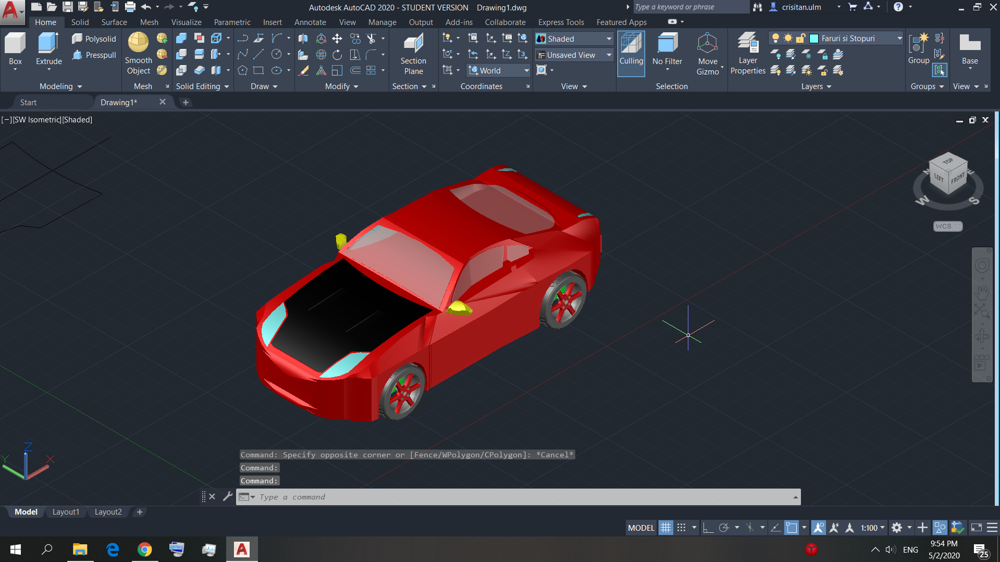 Autodesk AutoCAD 2020 - STUDENT VERSION Drawing1.dwg
Type a keyword or phrase
crisitan.ulm
Home Solid Surface Mesh Visualize Parametric Insert Annotate View Manage Output Add-ins Collaborate Express Tools Featured Apps
Box
Extrude
Polysolid
Presspull
Modeling
Smooth
Object
Mesh
Solid Editing
Draw
Modify
Section
Plane
Section
World
Coordinates
Shaded
Unsaved View
View
Culling
No Filter
Move
Gizmo
Selection
Layer
Properties
Faruri si Stopuri
Layers
Group
Groups
Base
View
Start
Drawing1*
[−][SW Isometric][Shaded]
TOP
LEFT
FRONT
N
E
W
S
WCS
Z
Y
X
Command: Specify opposite corner or [Fence/WPolygon/CPolygon]: *Cancel*
Command:
Command:
Type a command
Model Layout1 Layout2
MODEL
1:100
ENG
9:54 PM
5/2/2020
25